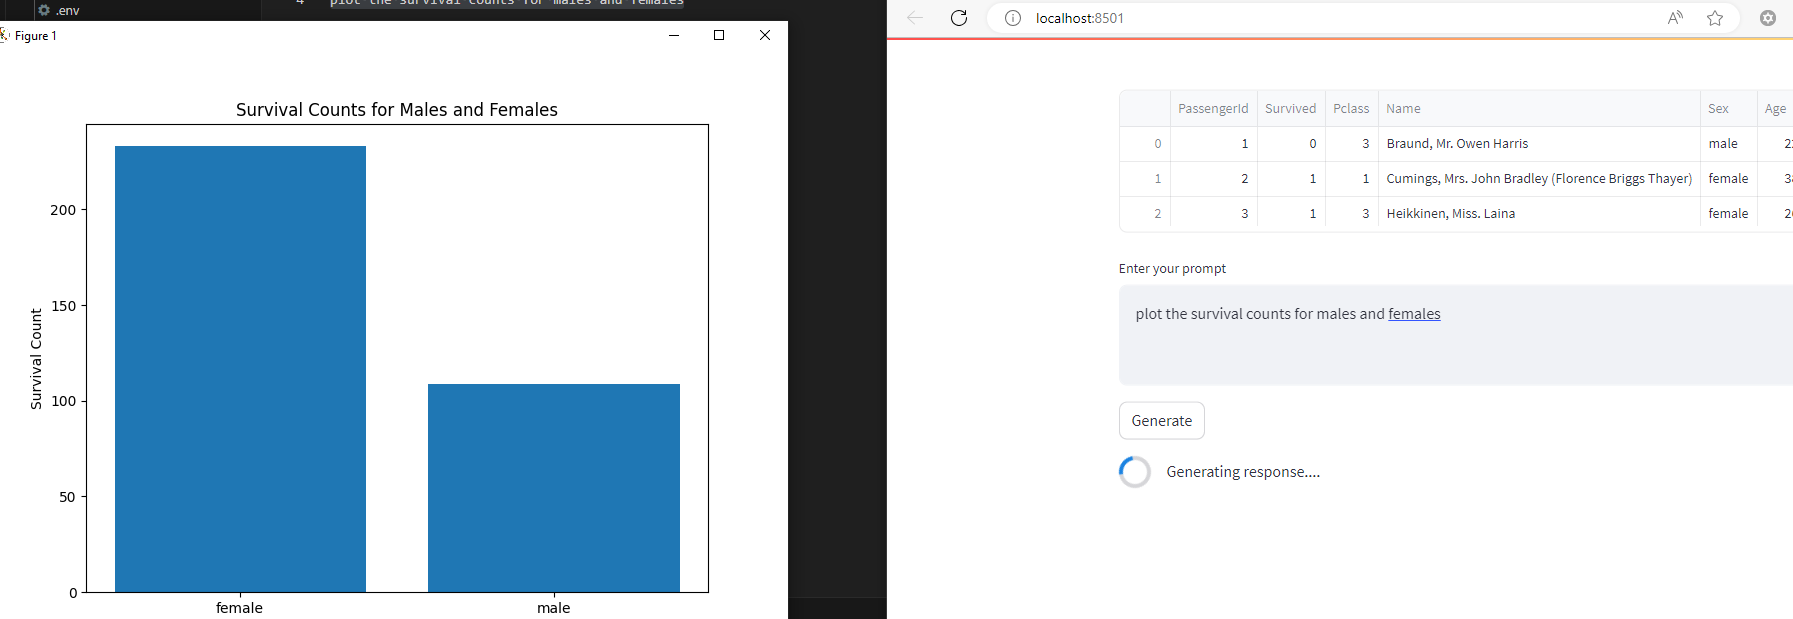 .env
4 plot the survival counts for males and females
Figure 1
Survival Counts for Males and Females
Survival Count
200
150
100
50
0
female
male
localhost:8501
PassengerId Survived Pclass Name Sex Age
0 1 0 3 Braund, Mr. Owen Harris male
1 2 1 1 Cumings, Mrs. John Bradley (Florence Briggs Thayer) female
2 3 1 3 Heikkinen, Miss. Laina female
Enter your prompt
plot the survival counts for males and females
Generate
Generating response....